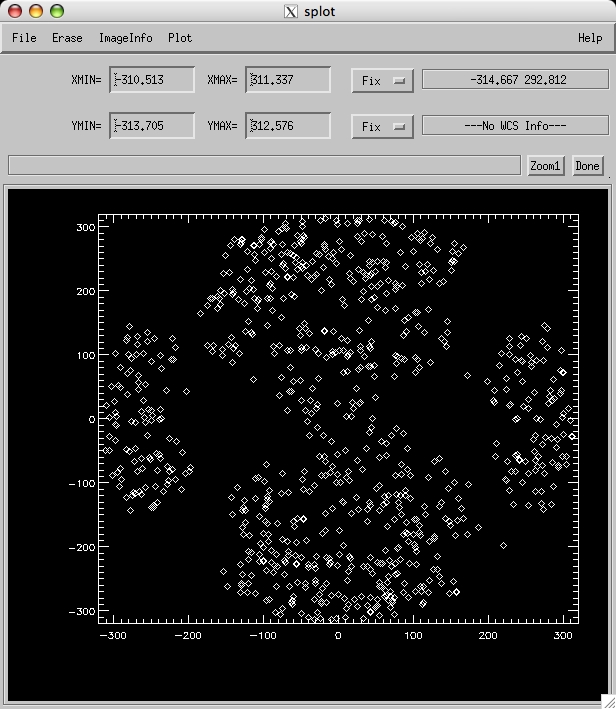 splot
File Erase ImageInfo Plot Help
XMIN= -310.513 XMAX= 311.337 Fix -314.667 292.812
YMIN= -313.705 YMAX= 312.576 Fix ---No WCS Info---
Zoom1 Done
300
200
100
0
-100
-200
-300
-300 -200 -100 0 100 200 300